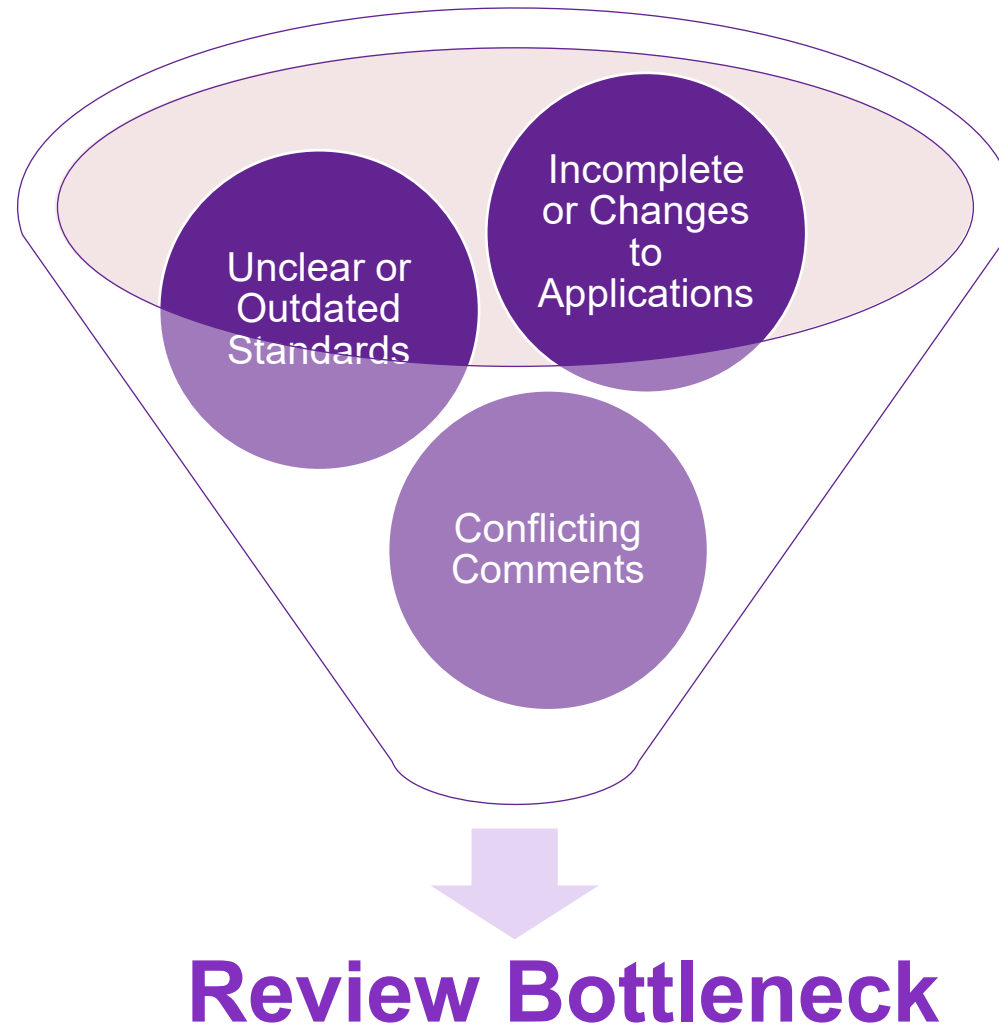 Incomplete
or Changes
to
Applications
Unclear or
Outdated
Standards
Conflicting
Comments
Review Bottleneck